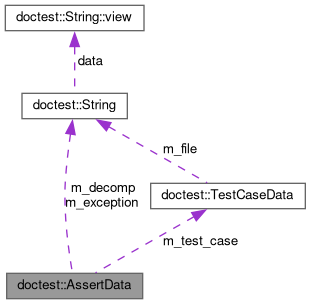 doctest::String::view
data
doctest::String
m_file
m_decomp
m_exception
doctest::TestCaseData
m_test_case
doctest::AssertData